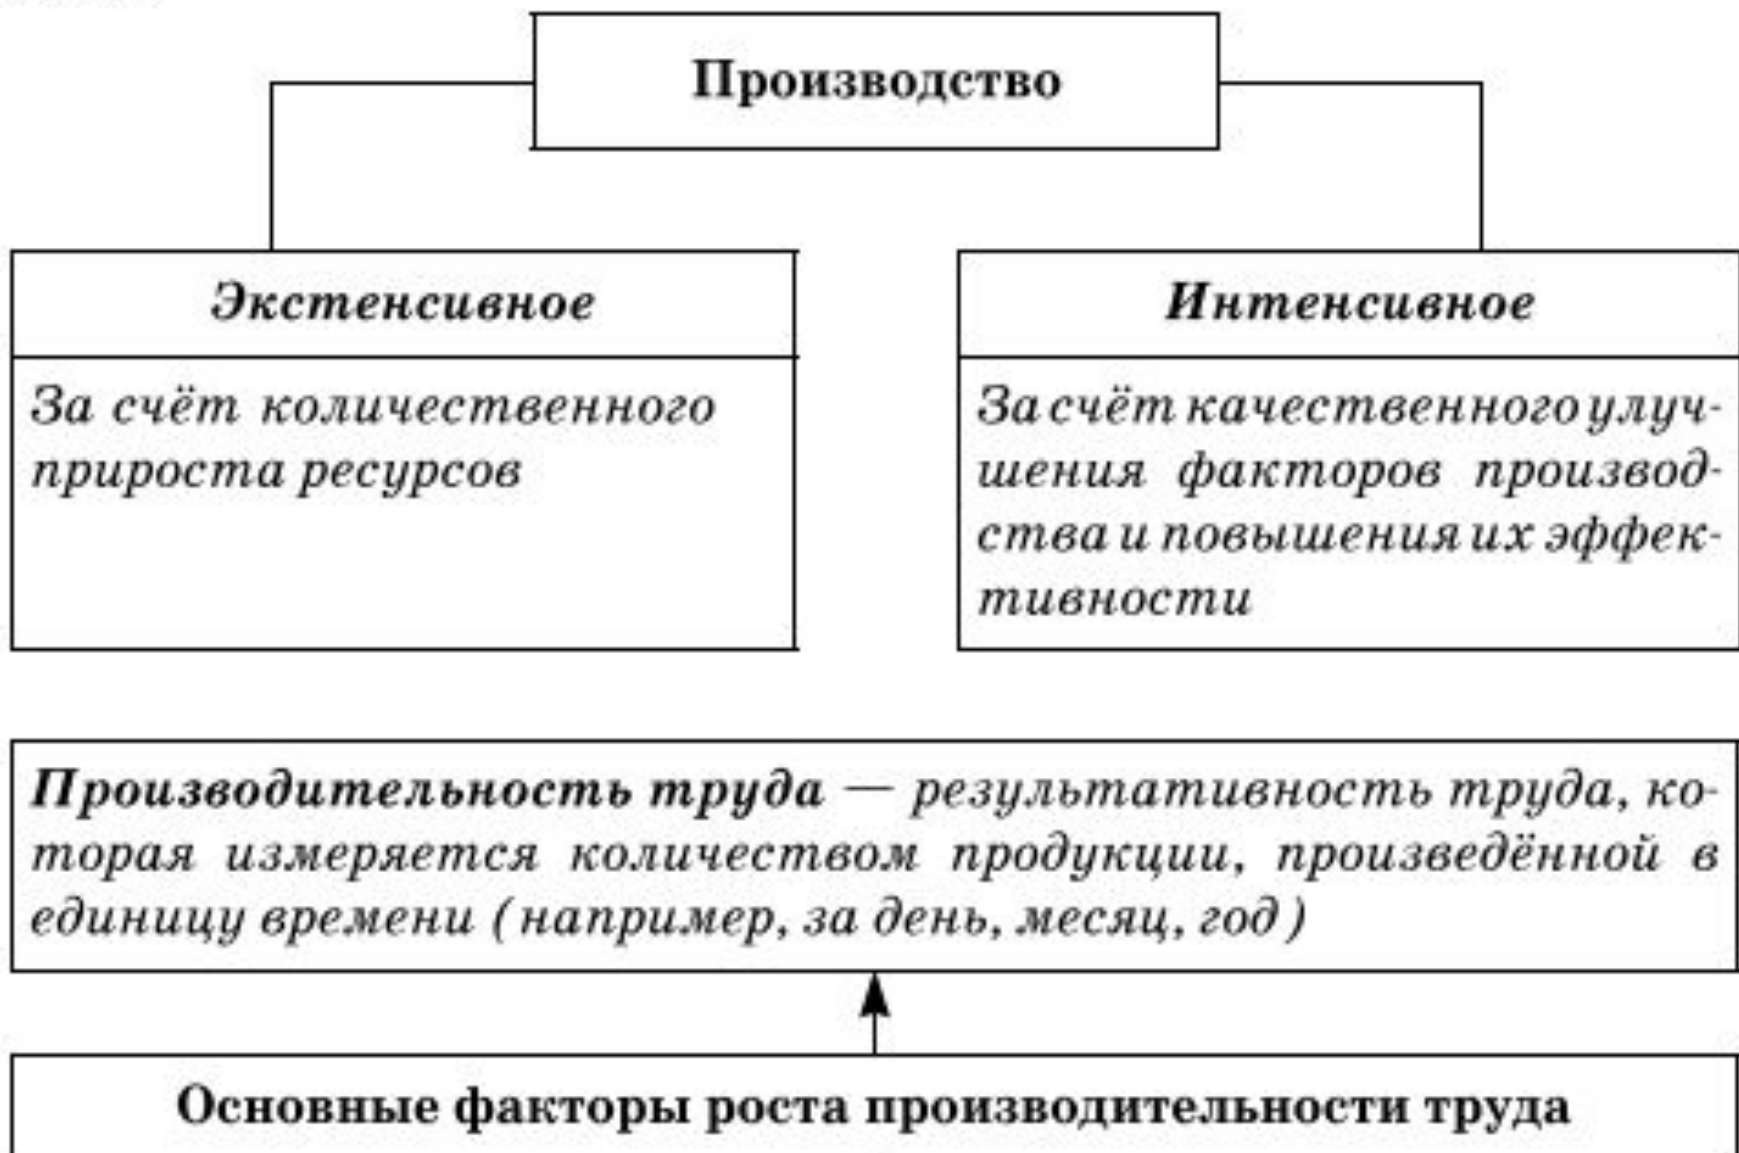 Производство
Экстенсивное
За счёт количественного
прироста ресурсов
Интенсивное
За счёт качественного улуч-
шения факторов производ-
ства и повышения их эффек-
тивности
Производительность труда — результативность труда, ко-
торая измеряется количеством продукции, произведённой в
единицу времени (например, за день, месяц, год)
Основные факторы роста производительности труда